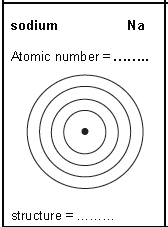 sodium Na
Atomic number = ........
structure = .........